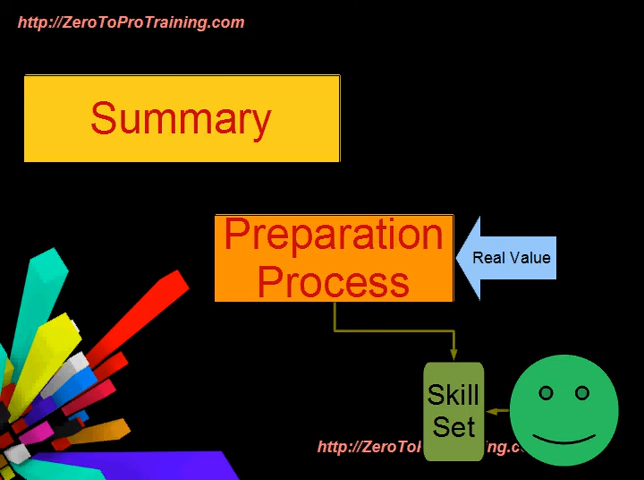 http://ZeroToProTraining.com
Summary
Preparation
Process
Real Value
Skill
Set